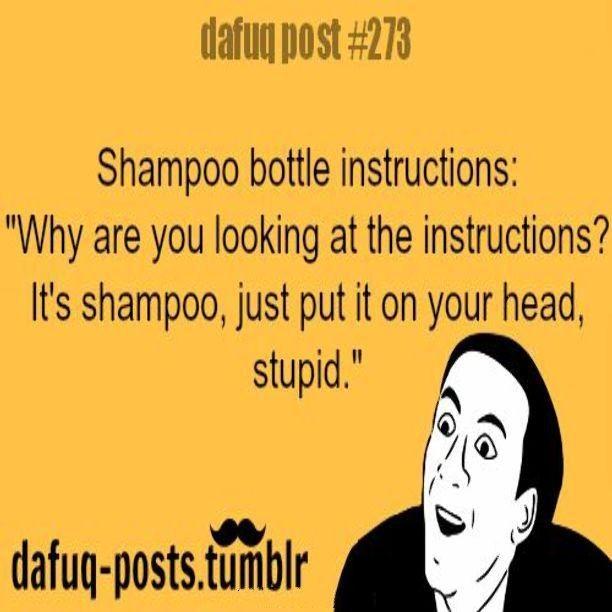 dafuq post #273
Shampoo bottle instructions:
"Why are you looking at the instructions?
It's shampoo, just put it on your head,
stupid."
dafuq-posts.tumblr